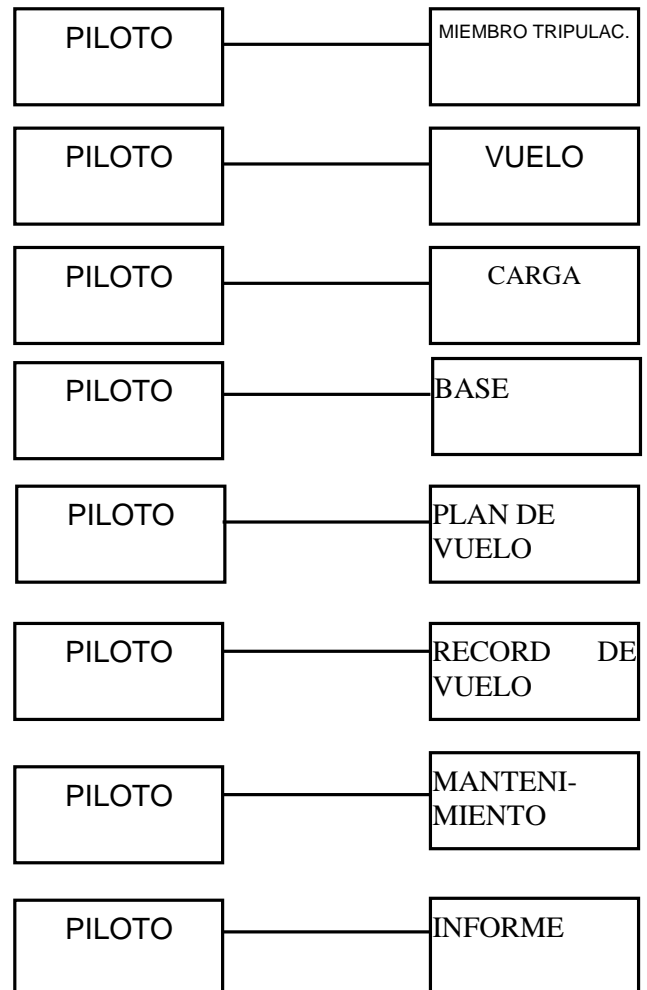 PILOTO
MIEMBRO TRIPULAC.
PILOTO
VUELO
PILOTO
CARGA
PILOTO
BASE
PILOTO
PLAN DE
VUELO
PILOTO
RECORD DE
VUELO
PILOTO
MANTENI-
MIENTO
PILOTO
INFORME